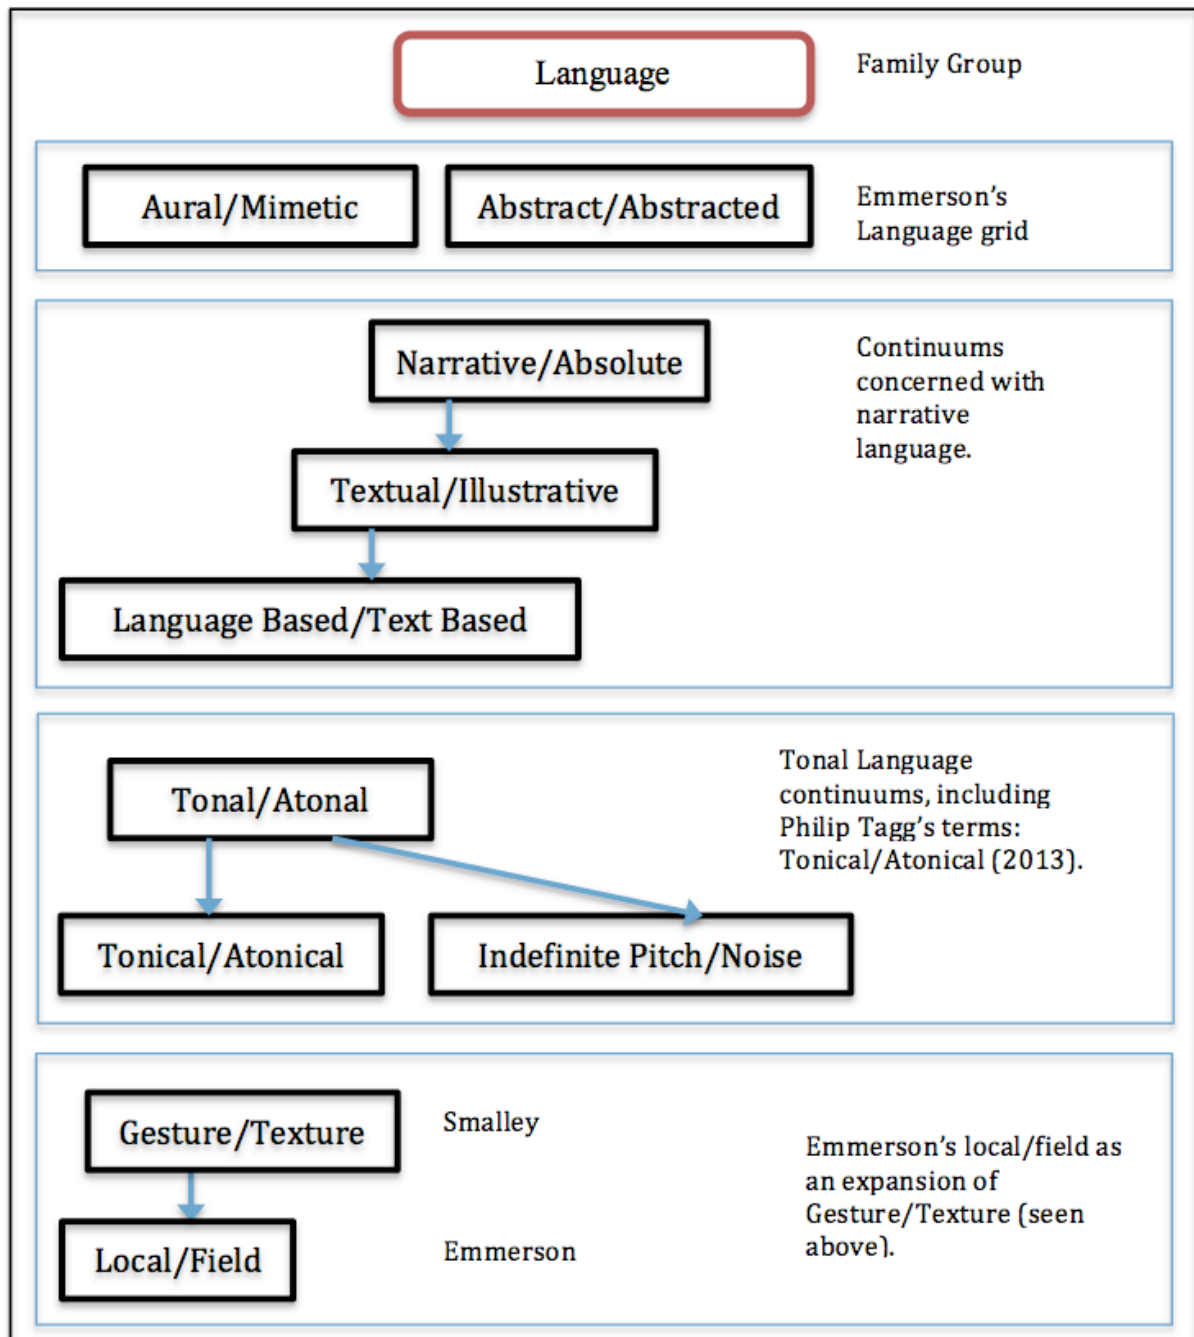 Language
Family Group
Aural/Mimetic
Abstract/Abstracted
Emmerson’s
Language grid
Narrative/Absolute
Textual/Illustrative
Language Based/Text Based
Continuums
concerned with
narrative
language.
Tonal/Atonal
Tonical/Atonical
Indefinite Pitch/Noise
Tonal Language
continuums, including
Philip Tagg’s terms:
Tonical/Atonical (2013).
Gesture/Texture
Smalley
Local/Field
Emmerson
Emmerson’s local/field as
an expansion of
Gesture/Texture (seen
above).